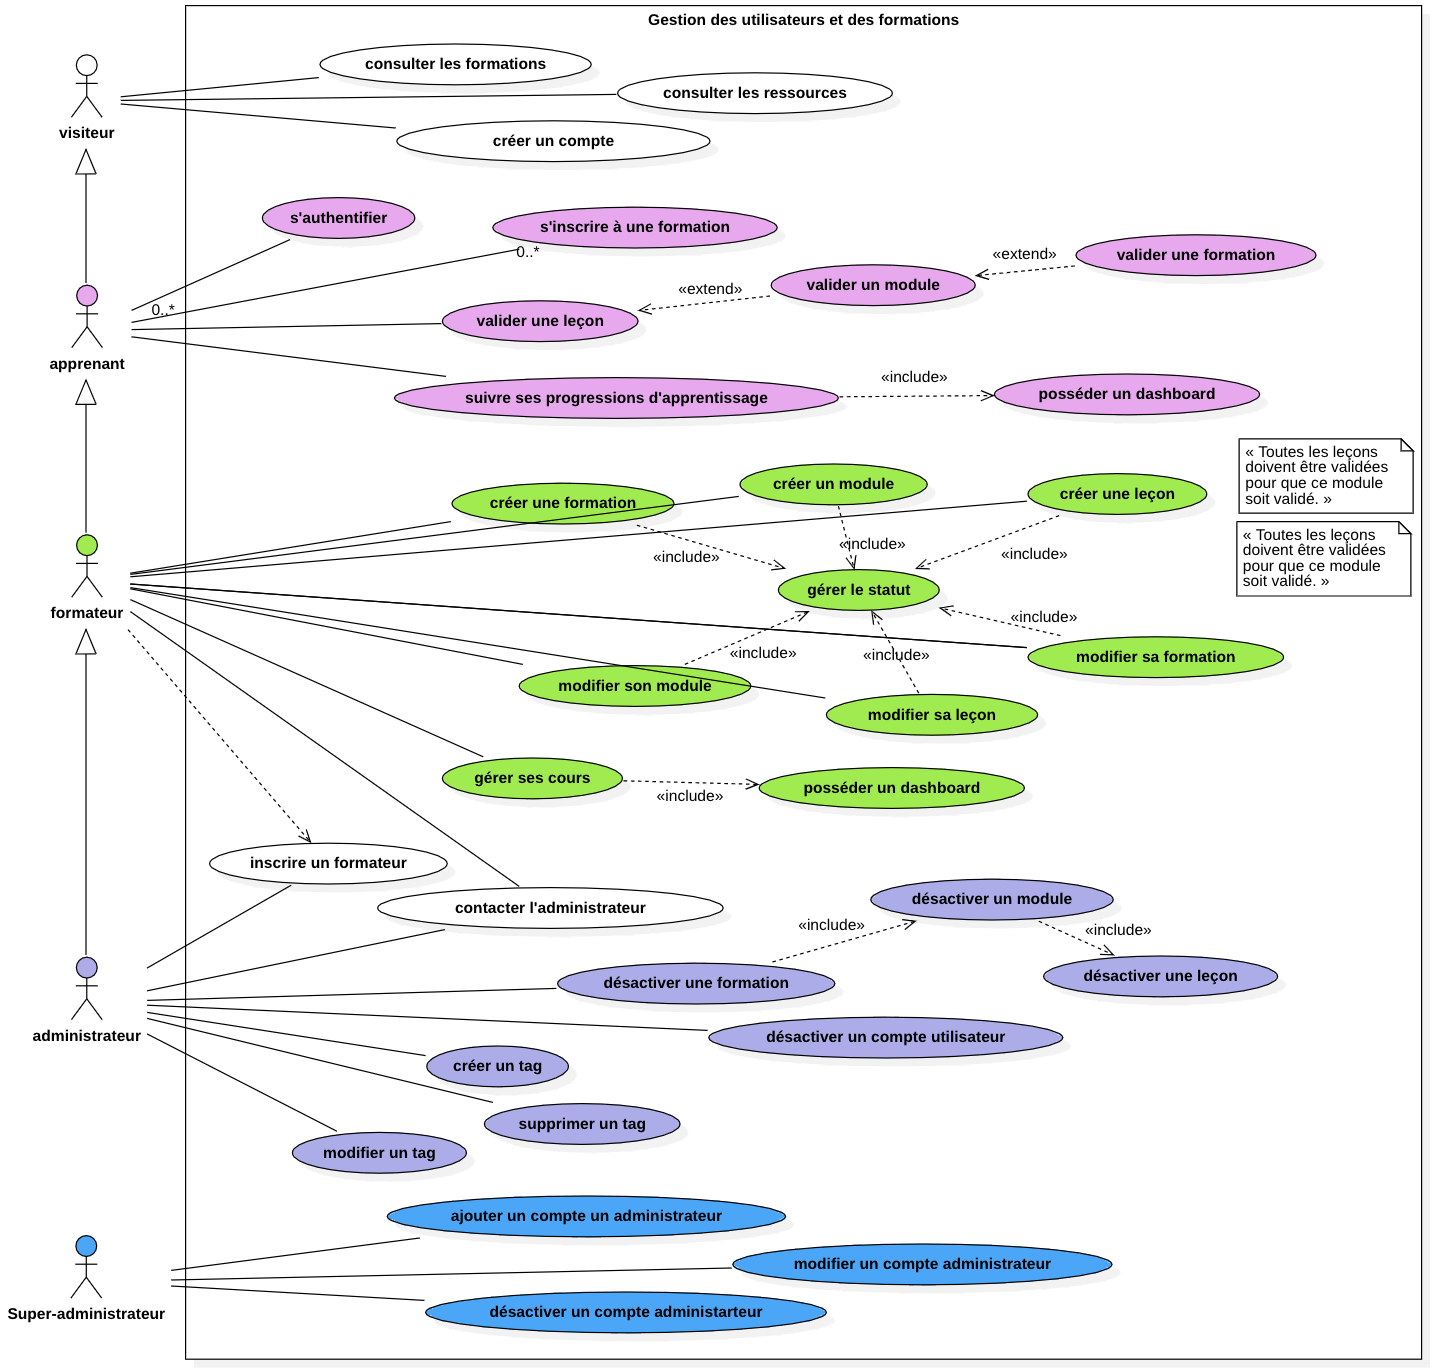 Gestion des utilisateurs et des formations
consulter les formations
consulter les ressources
visiteur
créer un compte
s'authentifier
s'inscrire à une formation
0..*
«extend»
valider une formation
«extend»
valider un module
0..*
valider une leçon
apprenant
«include»
suivre ses progressions d'apprentissage
posséder un dashboard
« Toutes les leçons
doivent être validées
pour que ce module
soit validé. »
créer un module
créer une formation
créer une leçon
« Toutes les leçons
doivent être validées
pour que ce module
soit validé. »
«include»
«include»
«include»
gérer le statut
formateur
«include»
«include»
«include»
modifier sa formation
modifier son module
modifier sa leçon
gérer ses cours
posséder un dashboard
«include»
inscrire un formateur
contacter l'administrateur
désactiver un module
«include»
«include»
désactiver une formation
désactiver une leçon
administrateur
désactiver un compte utilisateur
créer un tag
supprimer un tag
modifier un tag
ajouter un compte un administrateur
modifier un compte administrateur
Super-administrateur
désactiver un compte administarteur